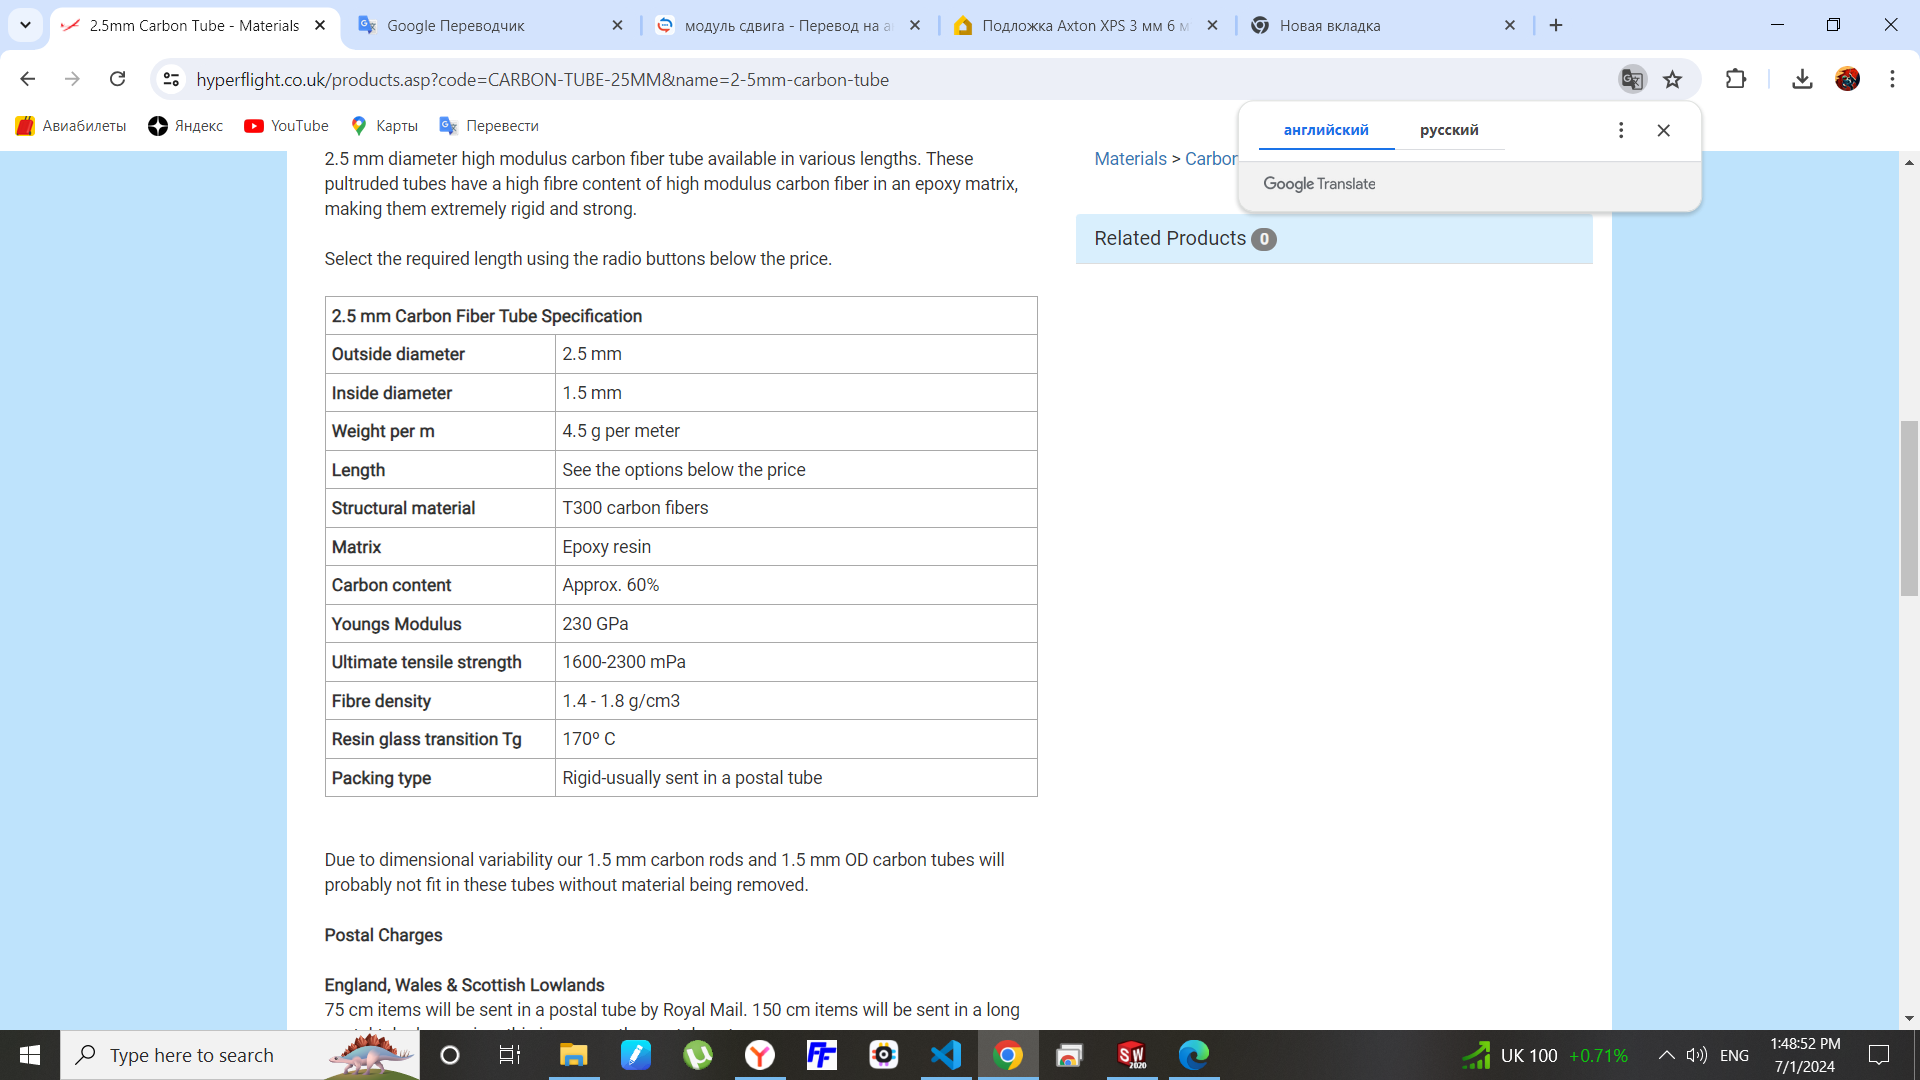 2.5mm Carbon Tube - Materials
Google Переводчик
модуль сдвига - Перевод на а
Подложка Axton XPS 3 мм 6 м
Новая вкладка
hyperflight.co.uk/products.asp?code=CARBON-TUBE-25MM&name=2-5mm-carbon-tube
Авиабилеты
Яндекс
YouTube
Карты
Перевести
английский
русский
Google Translate
2.5 mm diameter high modulus carbon fiber tube available in various lengths. These
pultruded tubes have a high fibre content of high modulus carbon fiber in an epoxy matrix,
making them extremely rigid and strong.
Select the required length using the radio buttons below the price.
Materials > Carbor
Related Products 0
2.5 mm Carbon Fiber Tube Specification
Outside diameter 2.5 mm
Inside diameter 1.5 mm
Weight per m 4.5 g per meter
Length See the options below the price
Structural material T300 carbon fibers
Matrix Epoxy resin
Carbon content Approx. 60%
Youngs Modulus 230 GPa
Ultimate tensile strength 1600-2300 mPa
Fibre density 1.4 - 1.8 g/cm3
Resin glass transition Tg 170º C
Packing type Rigid-usually sent in a postal tube
Due to dimensional variability our 1.5 mm carbon rods and 1.5 mm OD carbon tubes will
probably not fit in these tubes without material being removed.
Postal Charges
England, Wales & Scottish Lowlands
75 cm items will be sent in a postal tube by Royal Mail. 150 cm items will be sent in a long
Type here to search
FF
SW
2020
UK 100 +0.71%
ENG
1:48:52 PM
7/1/2024